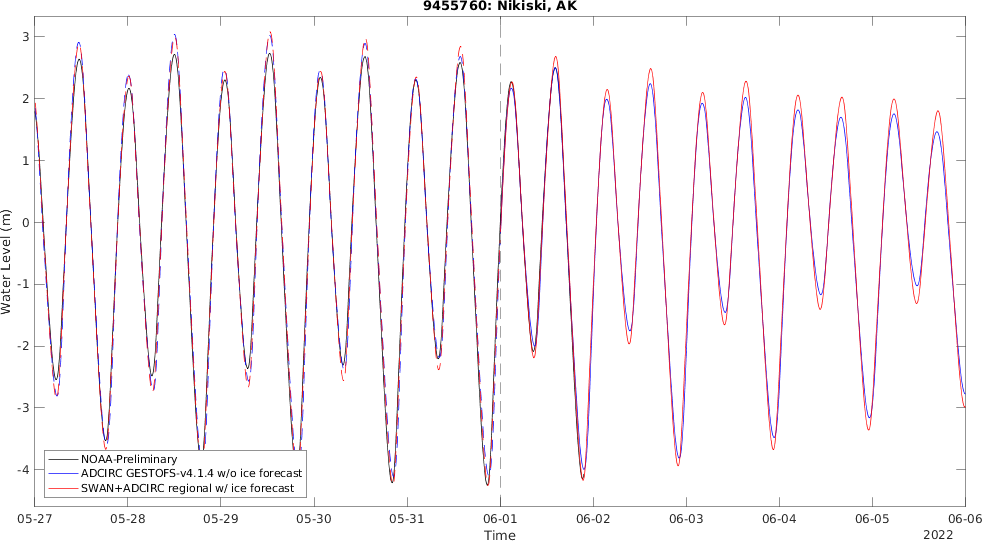 9455760: Nikiski, AK
3
2
1
0
-1
-2
-3
-4
Water Level (m)
NOAA-Preliminary
ADCIRC GESTOFS-v4.1.4 w/o ice forecast
SWAN+ADCIRC regional w/ ice forecast
05-27 05-28 05-29 05-30 05-31 06-01 06-02 06-03 06-04 06-05 06-06
Time
2022